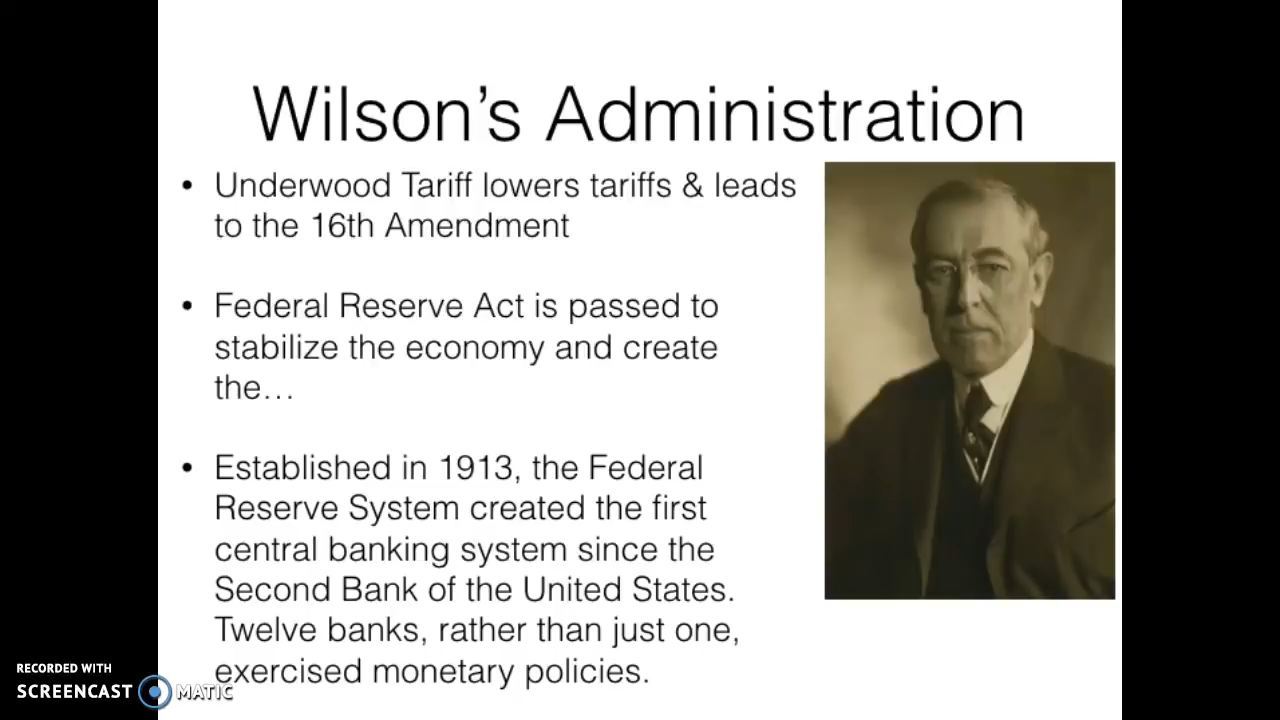 Wilson’s Administration
• Underwood Tariff lowers tariffs & leads
to the 16th Amendment
• Federal Reserve Act is passed to
stabilize the economy and create
the…
• Established in 1913, the Federal
Reserve System created the first
central banking system since the
Second Bank of the United States.
Twelve banks, rather than just one,
exercised monetary policies.
RECORDED WITH
SCREENCAST MATIC